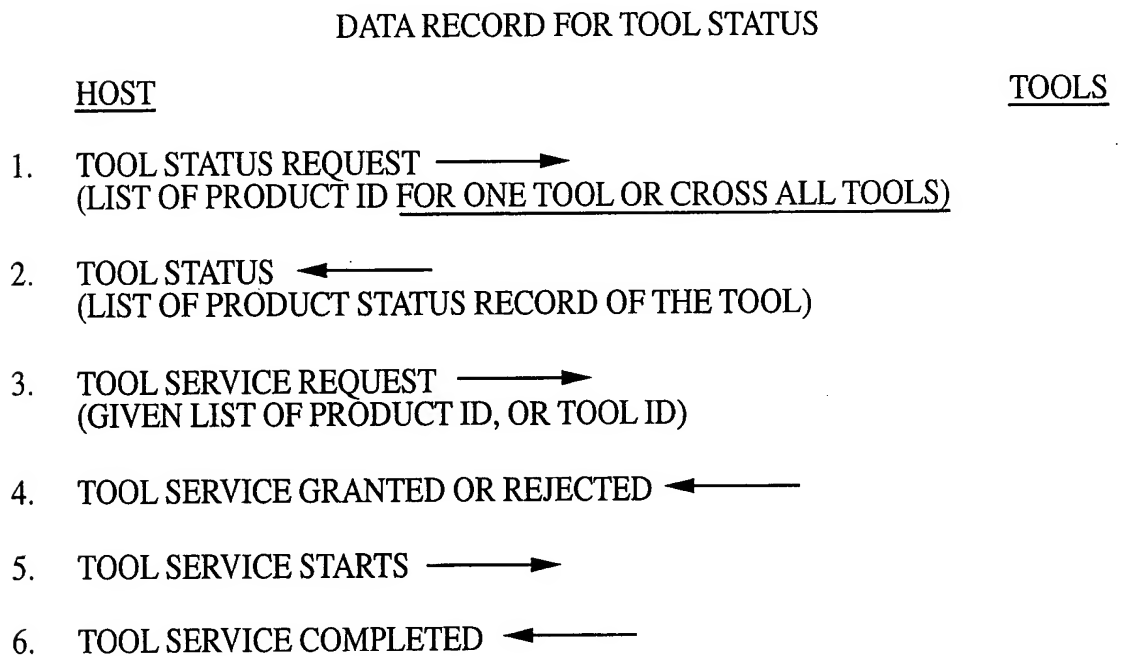 DATA RECORD FOR TOOL STATUS
HOST TOOLS
1. TOOL STATUS REQUEST
(LIST OF PRODUCT ID FOR ONE TOOL OR CROSS ALL TOOLS)
2. TOOL STATUS
(LIST OF PRODUCT STATUS RECORD OF THE TOOL)
3. TOOL SERVICE REQUEST
(GIVEN LIST OF PRODUCT ID, OR TOOL ID)
4. TOOL SERVICE GRANTED OR REJECTED
5. TOOL SERVICE STARTS
6. TOOL SERVICE COMPLETED